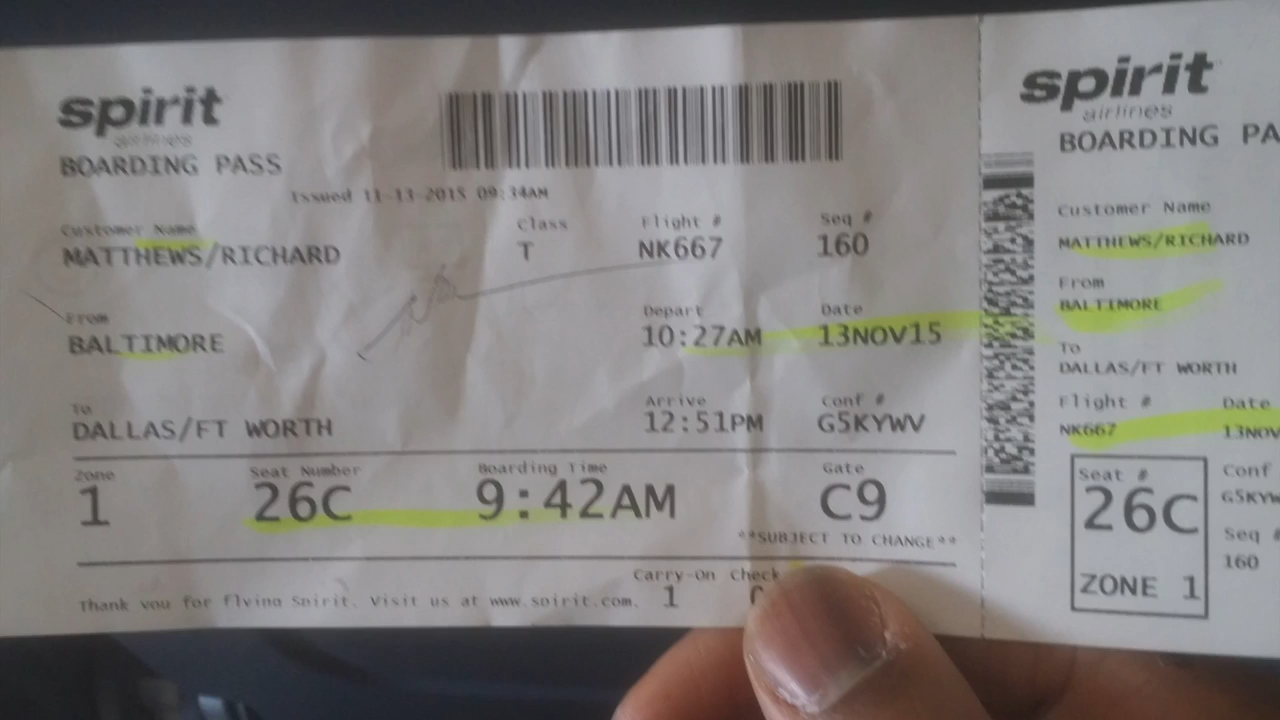 spirit
airlines
BOARDING PASS
Issued 11-13-2015 09:34AM
Customer Name
MATTHEWS/RICHARD
Class
T
Flight #
NK667
Seq #
160
From
BALTIMORE
Depart
10:27AM
Date
13NOV15
To
DALLAS/FT WORTH
Arrive
12:51PM
Conf #
G5KYWV
Zone
1
Seat Number
26C
Boarding Time
9:42AM
Gate
C9
**SUBJECT TO CHANGE**
Carry-On Check
1
Thank you for flying Spirit. Visit us at www.spirit.com.
spirit
airlines
BOARDING PA
Customer Name
MATTHEWS/RICHARD
From
BALTIMORE
To
DALLAS/FT WORTH
Flight #
NK667
Date
13NOV
Seat #
26C
ZONE 1
Conf
G5KYW
Seq #
160